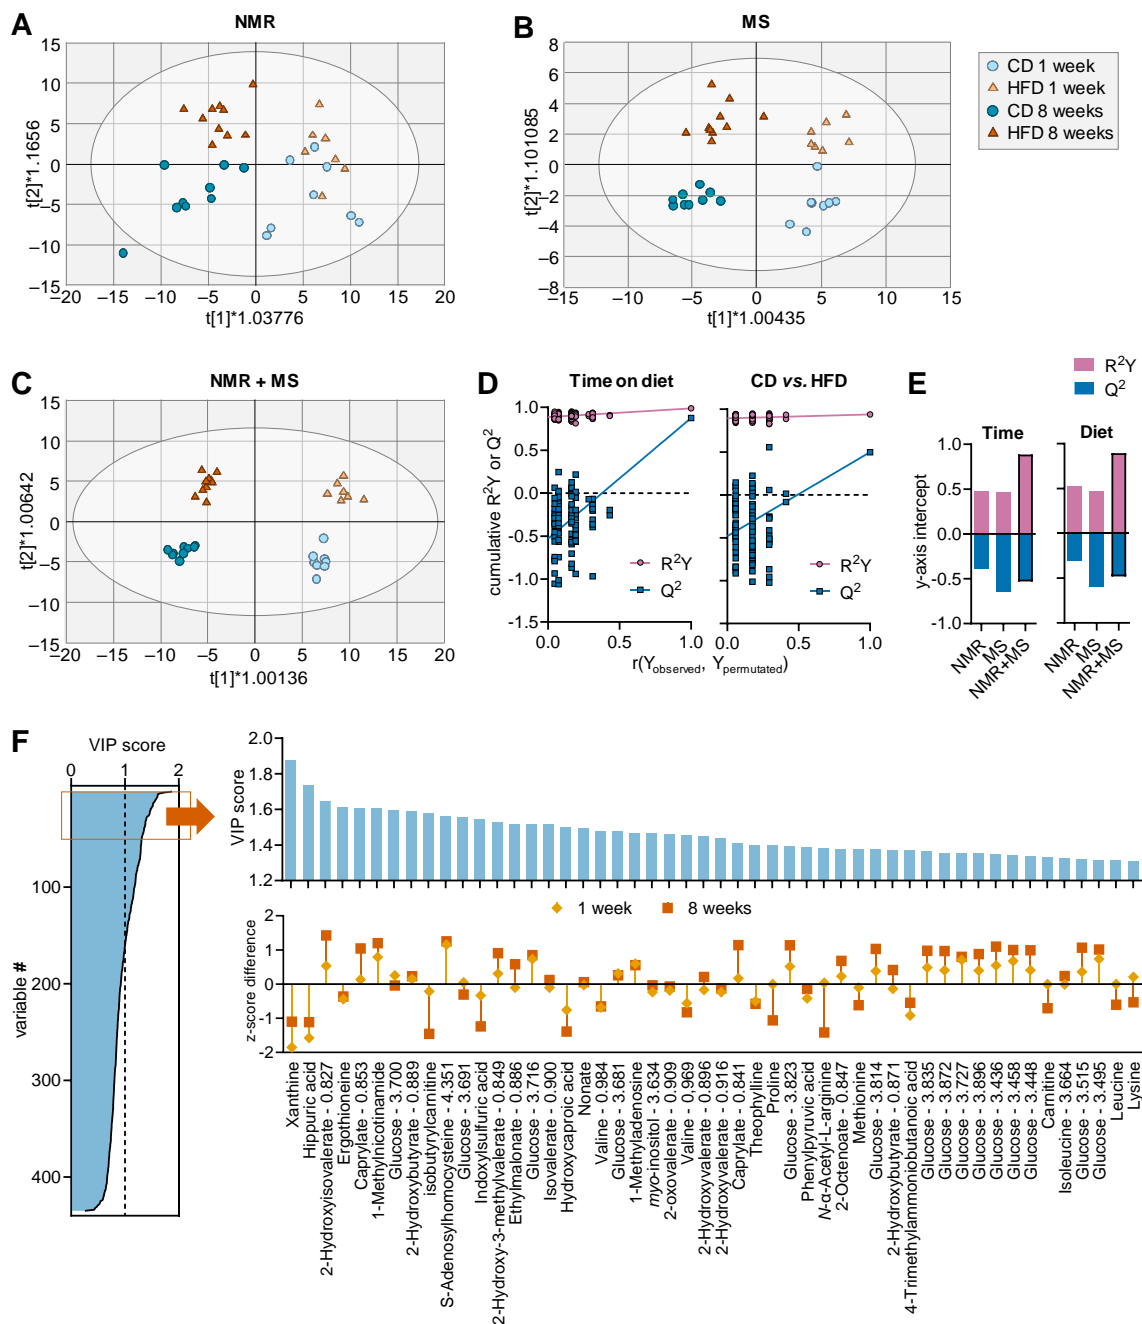 A
NMR
15
10
5
0
–5
–10
–15
–20
–15
–10
–5
0
5
10
15
20
t[2]*1.1656
t[1]*1.03776
B
MS
8
6
4
2
0
–2
–4
–6
–8
–15
–10
–5
0
5
10
15
t[2]*1.101085
t[1]*1.00435
CD 1 week
HFD 1 week
CD 8 weeks
HFD 8 weeks
C
NMR + MS
15
10
5
0
–5
–10
–15
–15
–10
–5
0
5
10
15
20
t[2]*1.00642
t[1]*1.00136
D
Time on diet
CD vs. HFD
1.0
0.5
0.0
-0.5
-1.0
-1.5
cumulative R²Y or Q²
R²Y
Q²
R²Y
Q²
0.0
0.5
1.0
0.0
0.5
1.0
r(Yobserved, Ypermutated)
E
R²Y
Q²
Time
Diet
1.0
0.5
0.0
-0.5
-1.0
y-axis intercept
NMR
MS
NMR+MS
NMR
MS
NMR+MS
F
VIP score
0
1
2
100
200
300
400
variable #
2.0
1.8
1.6
1.4
1.2
VIP score
1 week
8 weeks
2
1
0
-1
-2
z-score difference
Xanthine
Hippuric acid
2-Hydroxyisovalerate - 0.827
Ergothioneine
Caprylate - 0.853
1-Methylnicotinamide
Glucose - 3.700
2-Hydroxybutyrate - 0.889
isobutyrylcarnitine
S-Adenosylhomocysteine - 4.351
Glucose - 3.691
Indoxylsulfuric acid
2-Hydroxy-3-methylvalerate - 0.849
Ethylmalonate - 0.886
Glucose - 3.716
Isovalerate - 0.900
Hydroxycaproic acid
Nonate
Valine - 0.984
Glucose - 3.681
1-Methyladenosine
myo-inositol - 3.634
2-oxovalerate - 0.909
Valine - 0,969
2-Hydroxyvalerate - 0.896
2-Hydroxyvalerate - 0.916
Caprylate - 0.841
Theophylline
Proline
Glucose - 3.823
Phenylpyruvic acid
N-α-Acetyl-L-arginine
2-Octenoate - 0.847
Methionine
Glucose - 3.814
2-Hydroxybutyrate - 0.871
4-Trimethylammoniobutanoic acid
Glucose - 3.835
Glucose - 3.872
Glucose - 3.727
Glucose - 3.896
Glucose - 3.436
Glucose - 3.458
Glucose - 3.448
Carnitine
Isoleucine - 3.664
Glucose - 3.515
Glucose - 3.495
Leucine
Lysine